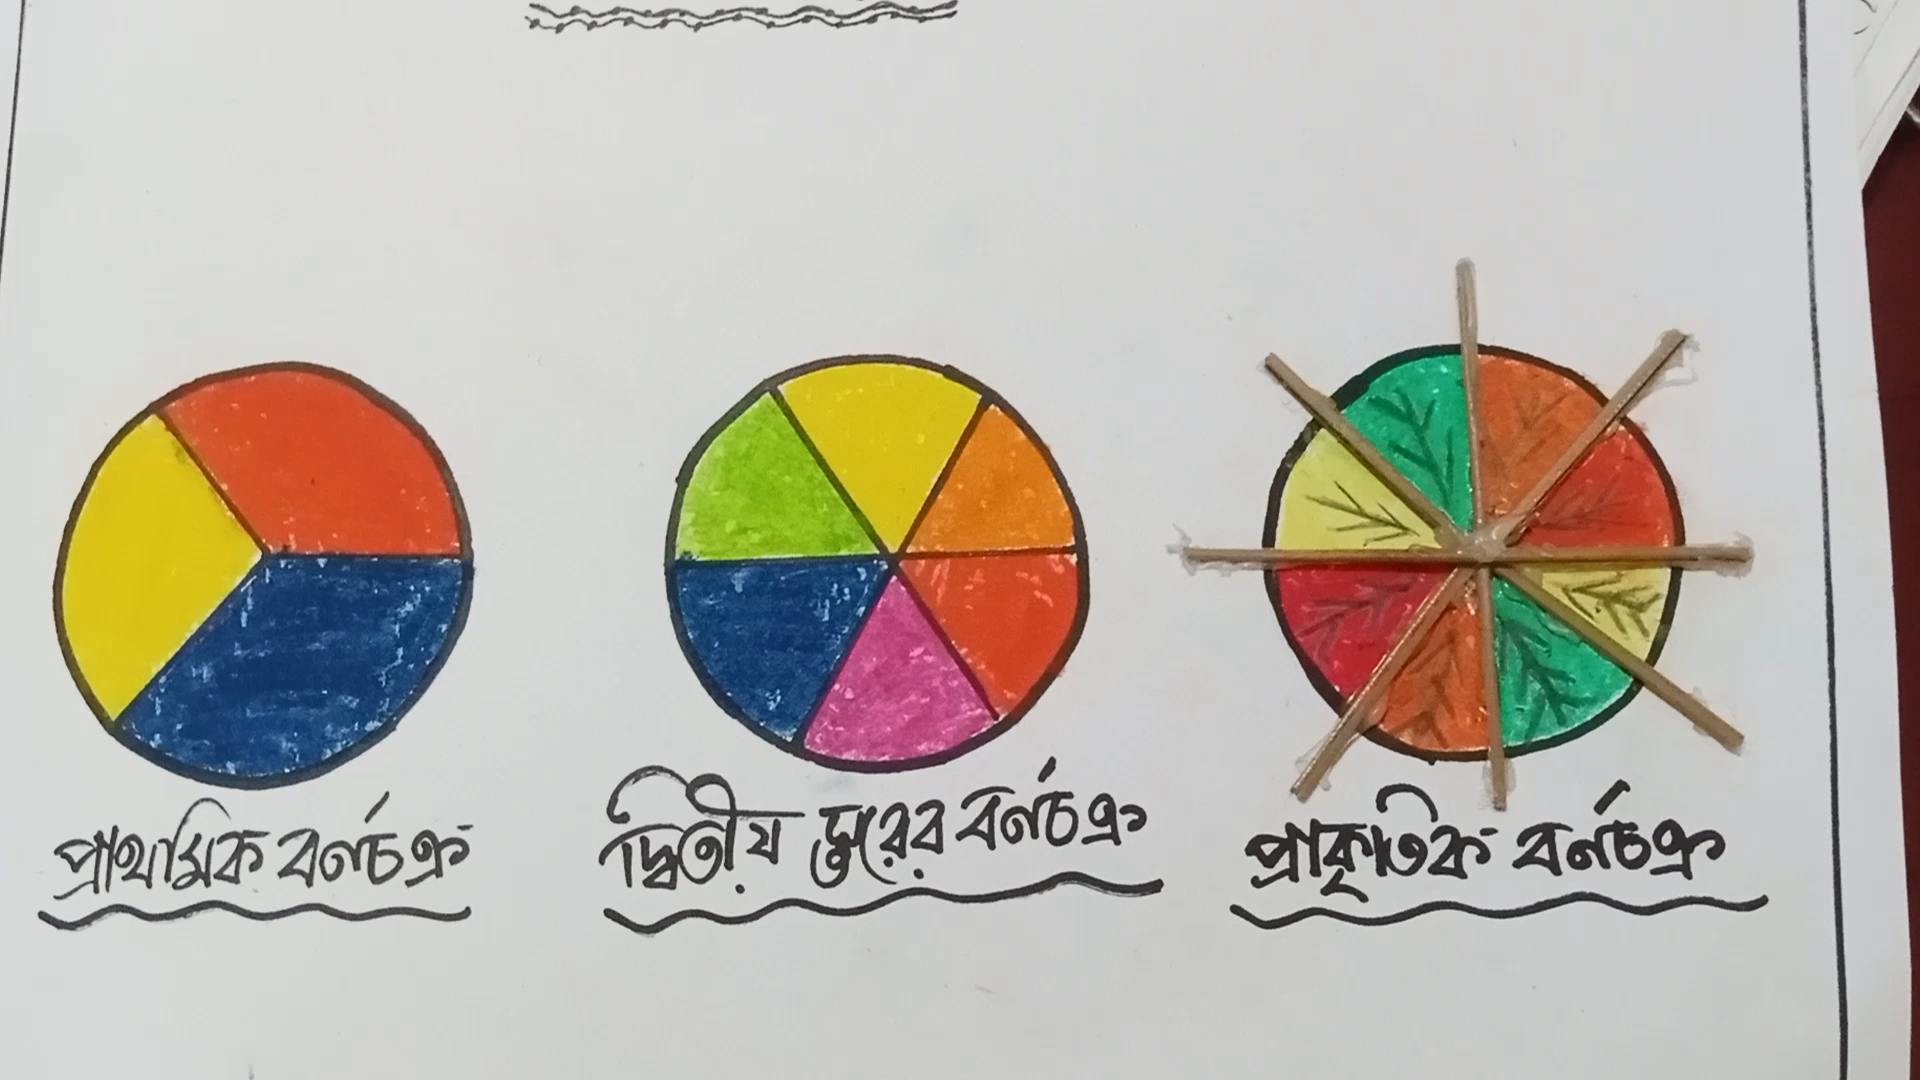 প্রাথমিক বর্ণচক্র
দ্বিতীয় স্তরের বর্ণচক্র
প্রাকৃতিক বর্ণচক্র